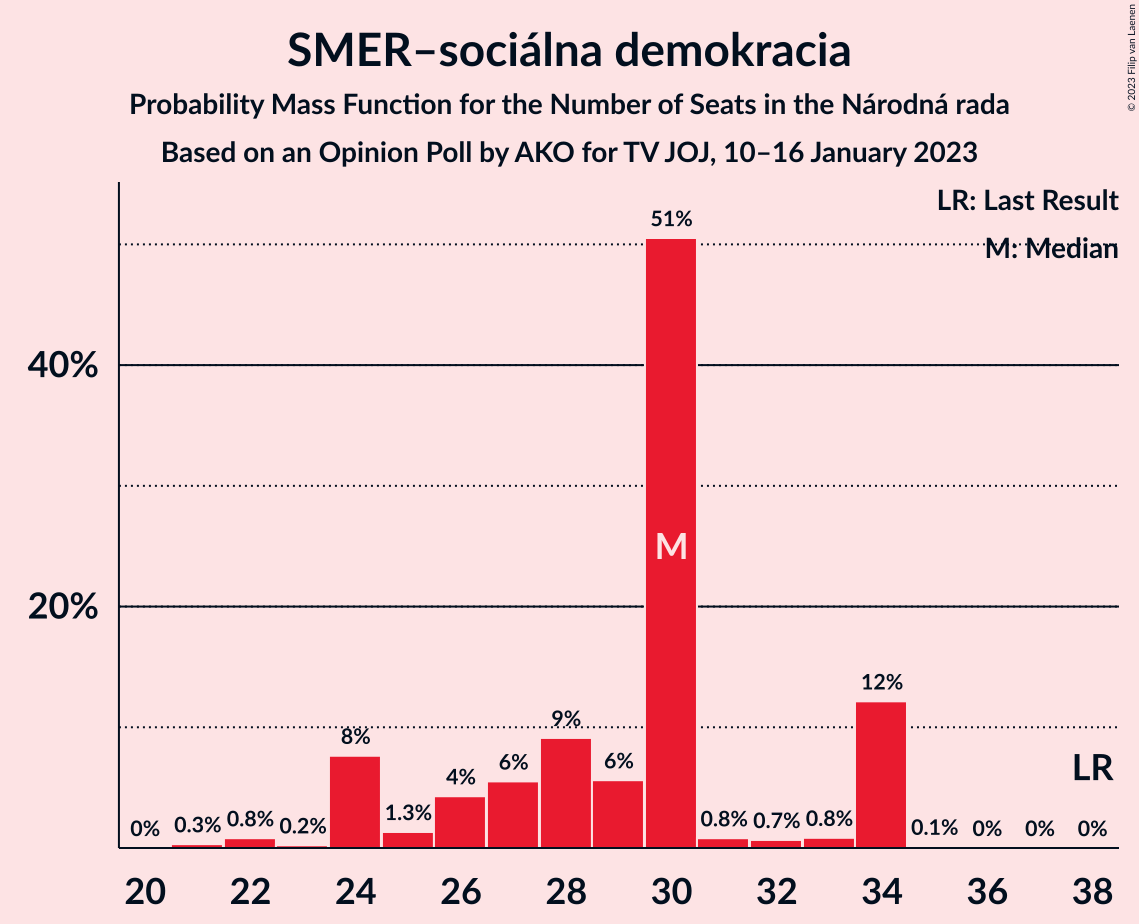 SMER–sociálna demokracia
Probability Mass Function for the Number of Seats in the Národná rada
Based on an Opinion Poll by AKO for TV JOJ, 10–16 January 2023
© 2023 Filip van Laenen
LR: Last Result
M: Median
40%
20%
0%
0.3%
0.8%
0.2%
8%
1.3%
4%
6%
9%
6%
51%
M
0.8%
0.7%
0.8%
12%
0.1%
0%
0%
0%
LR
20 22 24 26 28 30 32 34 36 38